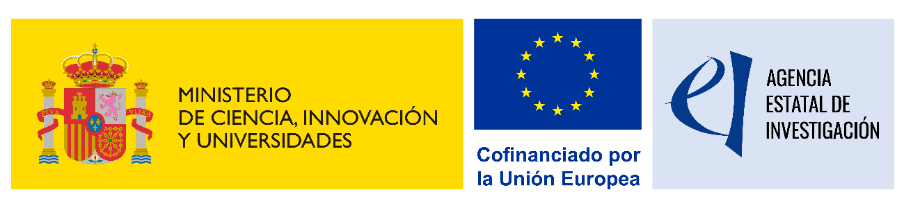 MINISTERIO
DE CIENCIA, INNOVACIÓN
Y UNIVERSIDADES
Cofinanciado por
la Unión Europea
AGENCIA
ESTATAL DE
INVESTIGACIÓN